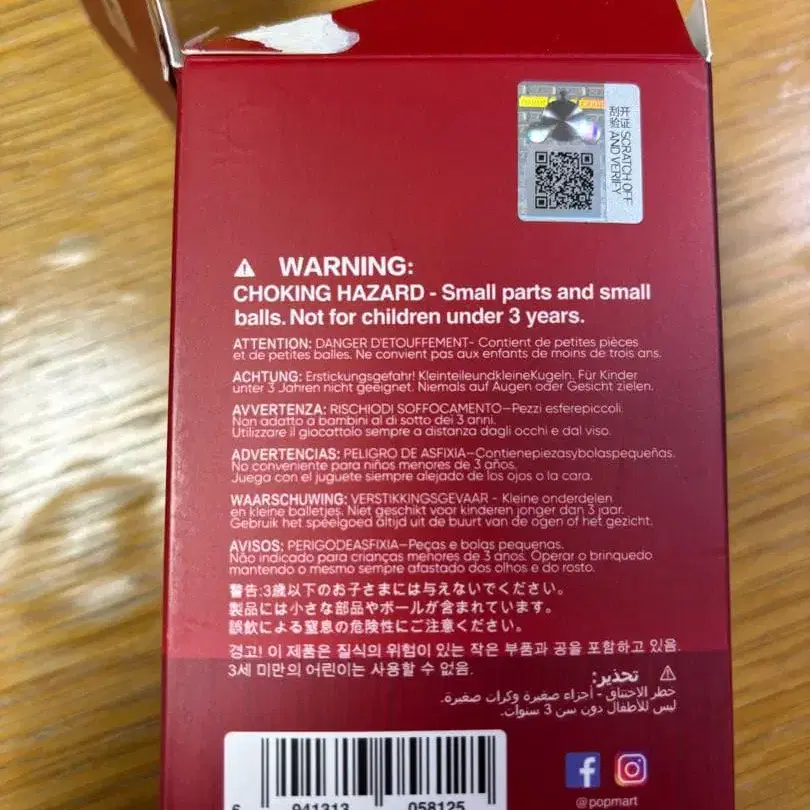 开证 SCRATCH OFF
刮验 AND VERIFY
WARNING:
CHOKING HAZARD - Small parts and small
balls. Not for children under 3 years.
ATTENTION: DANGER D'ETOUFFEMENT- Contient de petites pièces
et de petites balles. Ne convient pas aux enfants de moins de trois ans.
ACHTUNG: Erstickungsgefahr! KleinteileundkleineKugeln. Für Kinder
unter 3 Jahren nicht geeignet. Niemals auf Augen oder Gesicht zielen.
AVVERTENZA: RISCHIODI SOFFOCAMENTO–Pezzi esferepiccoli.
Non adatto a bambini al di sotto dei 3 anni.
Utilizzare il giocattolo sempre a distanza dagli occhi e dal viso.
ADVERTENCIAS: PELIGRO DE ASFIXIA–Contienepiezasybolaspequeñas.
No conveniente para niños menores de 3 años.
Juega con el juguete siempre alejado de los ojos o la cara.
WAARSCHUWING: VERSTIKKINGSGEVAAR - Kleine onderdelen
en kleine balletjes. Niet geschikt voor kinderen jonger dan 3 jaar.
Gebruik het speelgoed altijd uit de buurt van de ogen of het gezicht.
AVISOS: PERIGODEASFIXIA–Peças e bolas pequenas.
Não indicado para crianças menores de 3 anos. Operar o brinquedo
mantendo o mesmo sempre afastado dos olhos e do rosto.
警告:3歳以下のお子さまには与えないでください。
製品には小さな部品やボールが含まれています。
誤飲による窒息の危険性にご注意ください。
경고! 이 제품은 질식의 위험이 있는 작은 부품과 공을 포함하고 있음.
3세 미만의 어린이는 사용할 수 없음.
تحذير:
خطر الاختناق - أجزاء صغيرة وكرات صغيرة.
ليس للأطفال دون سن 3 سنوات.
6 941313 058125
@popmart